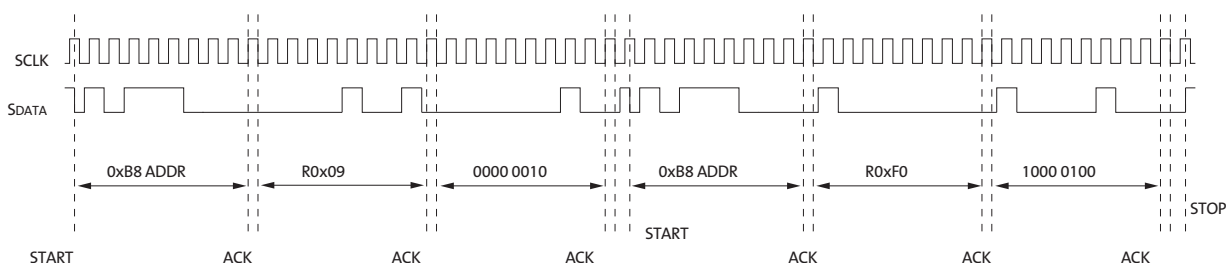 SCLK
SDATA
0xB8 ADDR R0x09 0000 0010 0xB8 ADDR R0xF0 1000 0100
STOP
START
START ACK ACK ACK ACK ACK ACK